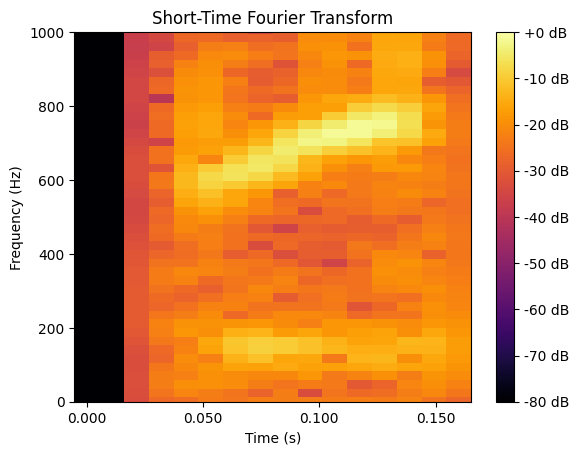 Short-Time Fourier Transform
1000
800
600
400
200
0
Frequency (Hz)
0.000
0.050
0.100
0.150
Time (s)
+0 dB
-10 dB
-20 dB
-30 dB
-40 dB
-50 dB
-60 dB
-70 dB
-80 dB